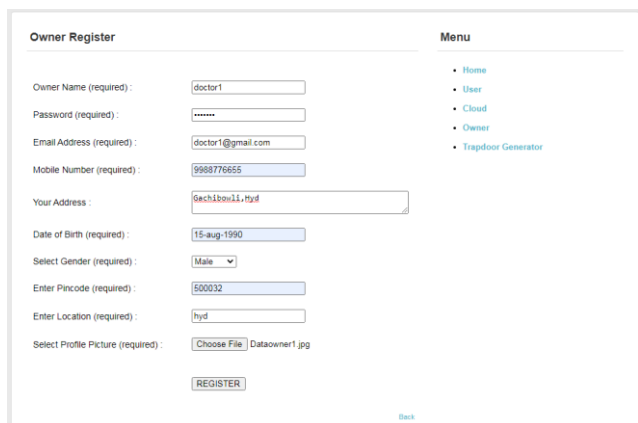 Owner Register
Owner Name (required) : doctor1
Password (required) : •••••••
Email Address (required) : doctor1@gmail.com
Mobile Number (required) : 9988776655
Your Address : Gachibowli,Hyd
Date of Birth (required) : 15-aug-1990
Select Gender (required) : Male
Enter Pincode (required) : 500032
Enter Location (required) : hyd
Select Profile Picture (required) : Choose File Dataowner1.jpg
REGISTER
Back
Menu
Home
User
Cloud
Owner
Trapdoor Generator